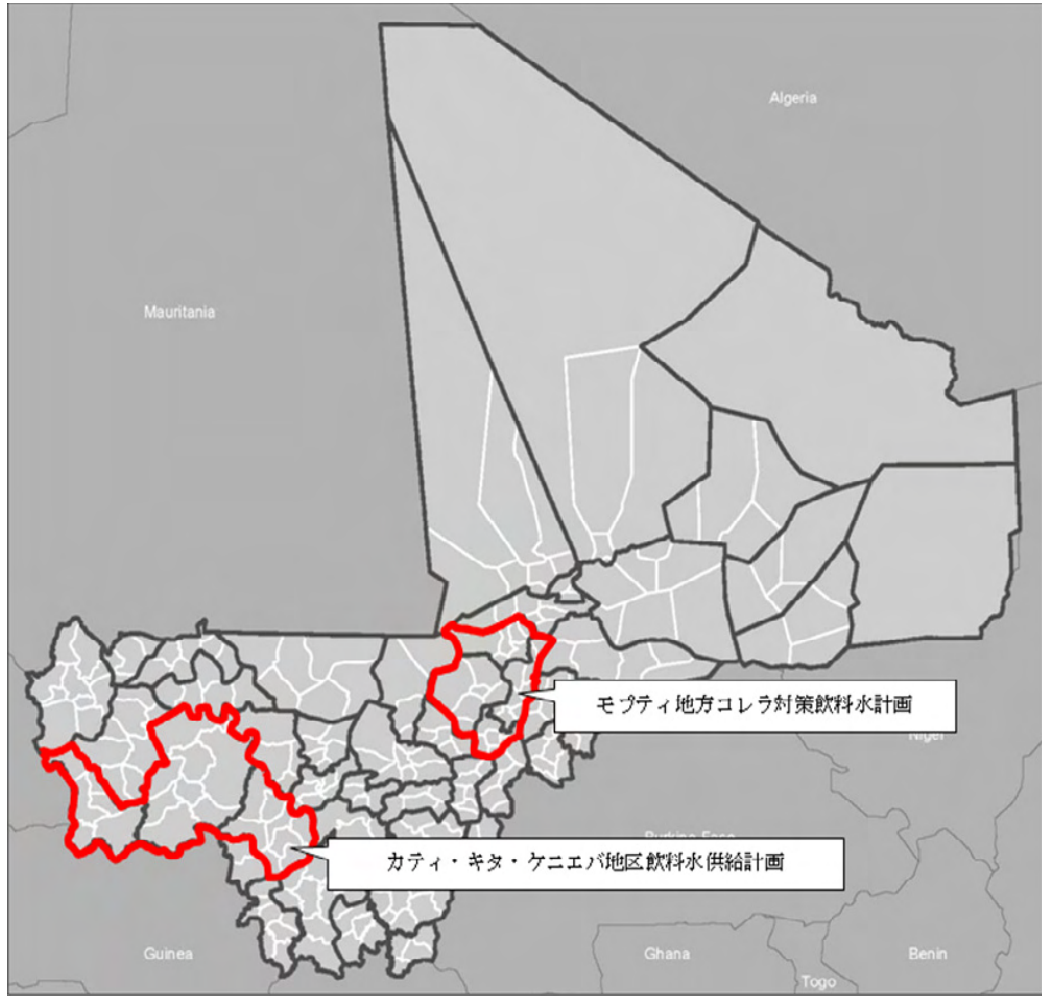 Algeria
Mauritania
モプティ地方コレラ対策飲料水計画
Niger
Burkina Faso
カティ・キタ・ケニエバ地区飲料水供給計画
Guinea
Ghana
Benin
Togo